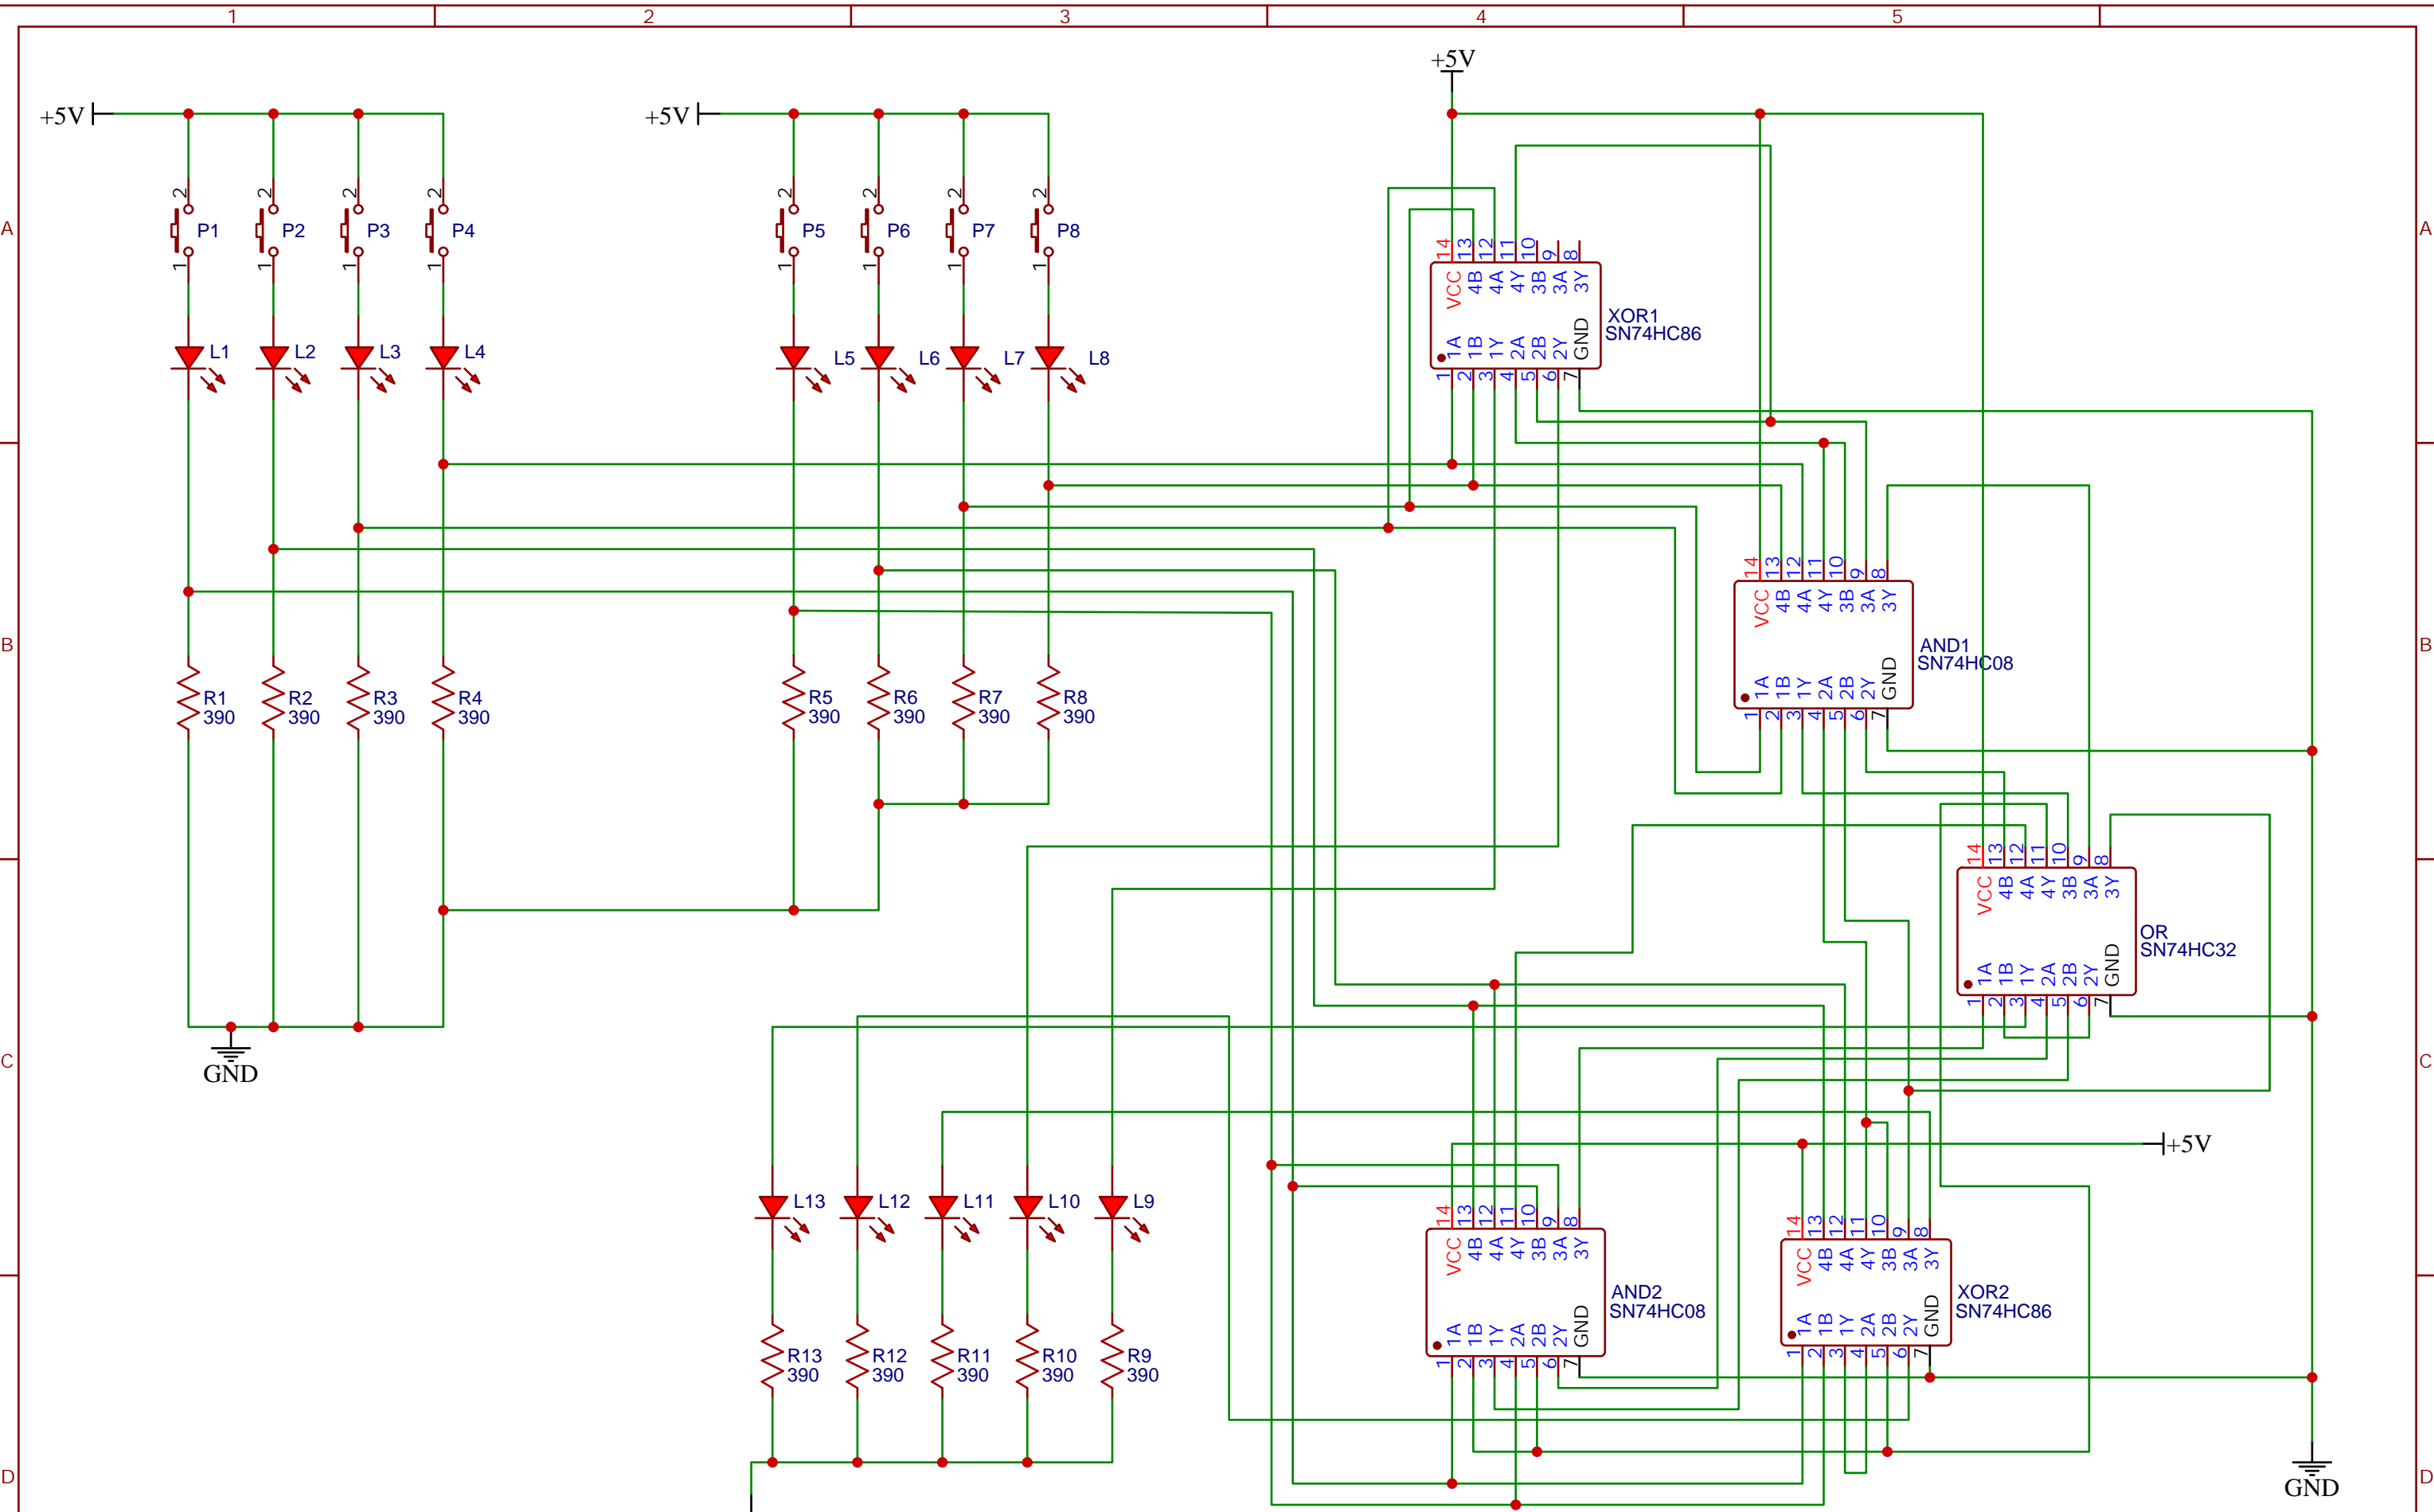 1 2 3 4 5
+5V
+5V
+5V
A
A
2 2 2 2 2 2 2 2
P1 P2 P3 P4 P5 P6 P7 P8
1 1 1 1 1 1 1 1
L1 L2 L3 L4 L5 L6 L7 L8
14 13 12 11 10 9 8
VCC 4B 4A 4Y 3B 3A 3Y
XOR1
SN74HC86
1A 1B 1Y 2A 2B 2Y GND
1 2 3 4 5 6 7
14 13 12 11 10 9 8
VCC 4B 4A 4Y 3B 3A 3Y
AND1
SN74HC08
1A 1B 1Y 2A 2B 2Y GND
1 2 3 4 5 6 7
B
B
R1 R2 R3 R4 R5 R6 R7 R8
390 390 390 390 390 390 390 390
14 13 12 11 10 9 8
VCC 4B 4A 4Y 3B 3A 3Y
OR
SN74HC32
1A 1B 1Y 2A 2B 2Y GND
1 2 3 4 5 6 7
C
C
GND
+5V
L13 L12 L11 L10 L9
14 13 12 11 10 9 8
VCC 4B 4A 4Y 3B 3A 3Y
AND2
SN74HC08
1A 1B 1Y 2A 2B 2Y GND
1 2 3 4 5 6 7
14 13 12 11 10 9 8
VCC 4B 4A 4Y 3B 3A 3Y
XOR2
SN74HC86
1A 1B 1Y 2A 2B 2Y GND
1 2 3 4 5 6 7
R13 R12 R11 R10 R9
390 390 390 390 390
D
D
GND